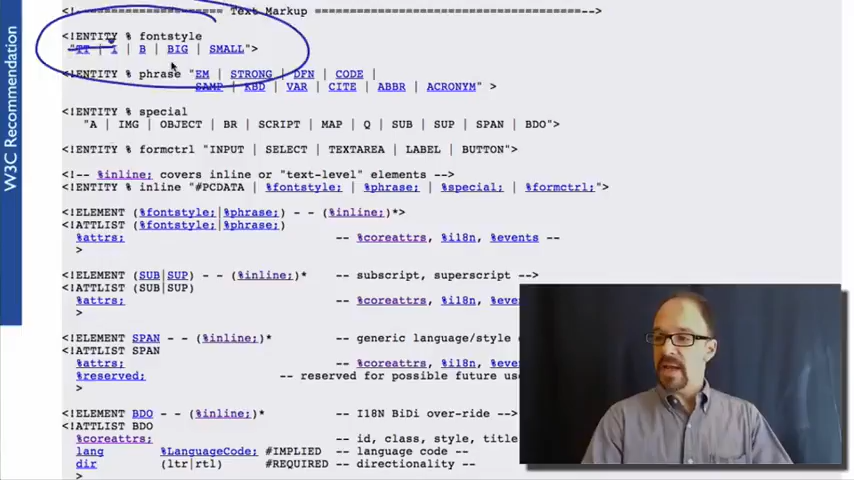 W3C Recommendation
<!================== Text Markup ======================================-->
<!ENTITY % fontstyle
"TT | I | B | BIG | SMALL">
<!ENTITY % phrase "EM | STRONG | DFN | CODE |
SAMP | KBD | VAR | CITE | ABBR | ACRONYM" >
<!ENTITY % special
"A | IMG | OBJECT | BR | SCRIPT | MAP | Q | SUB | SUP | SPAN | BDO">
<!ENTITY % formctrl "INPUT | SELECT | TEXTAREA | LABEL | BUTTON">
<!-- %inline; covers inline or "text-level" elements -->
<!ENTITY % inline "#PCDATA | %fontstyle; | %phrase; | %special; | %formctrl;">
<!ELEMENT (%fontstyle;|%phrase;) - - (%inline;)*>
<!ATTLIST (%fontstyle;|%phrase;)
%attrs; -- %coreattrs, %i18n, %events --
>
<!ELEMENT (SUB|SUP) - - (%inline;)* -- subscript, superscript -->
<!ATTLIST (SUB|SUP)
%attrs; -- %coreattrs, %i18n, %eve
>
<!ELEMENT SPAN - - (%inline;)* -- generic language/style
<!ATTLIST SPAN
%attrs; -- %coreattrs, %i18n, %eve
%reserved; -- reserved for possible future use
>
<!ELEMENT BDO - - (%inline;)* -- I18N BiDi over-ride -->
<!ATTLIST BDO
%coreattrs; -- id, class, style, title
lang %LanguageCode; #IMPLIED -- language code --
dir (ltr|rtl) #REQUIRED -- directionality --
>